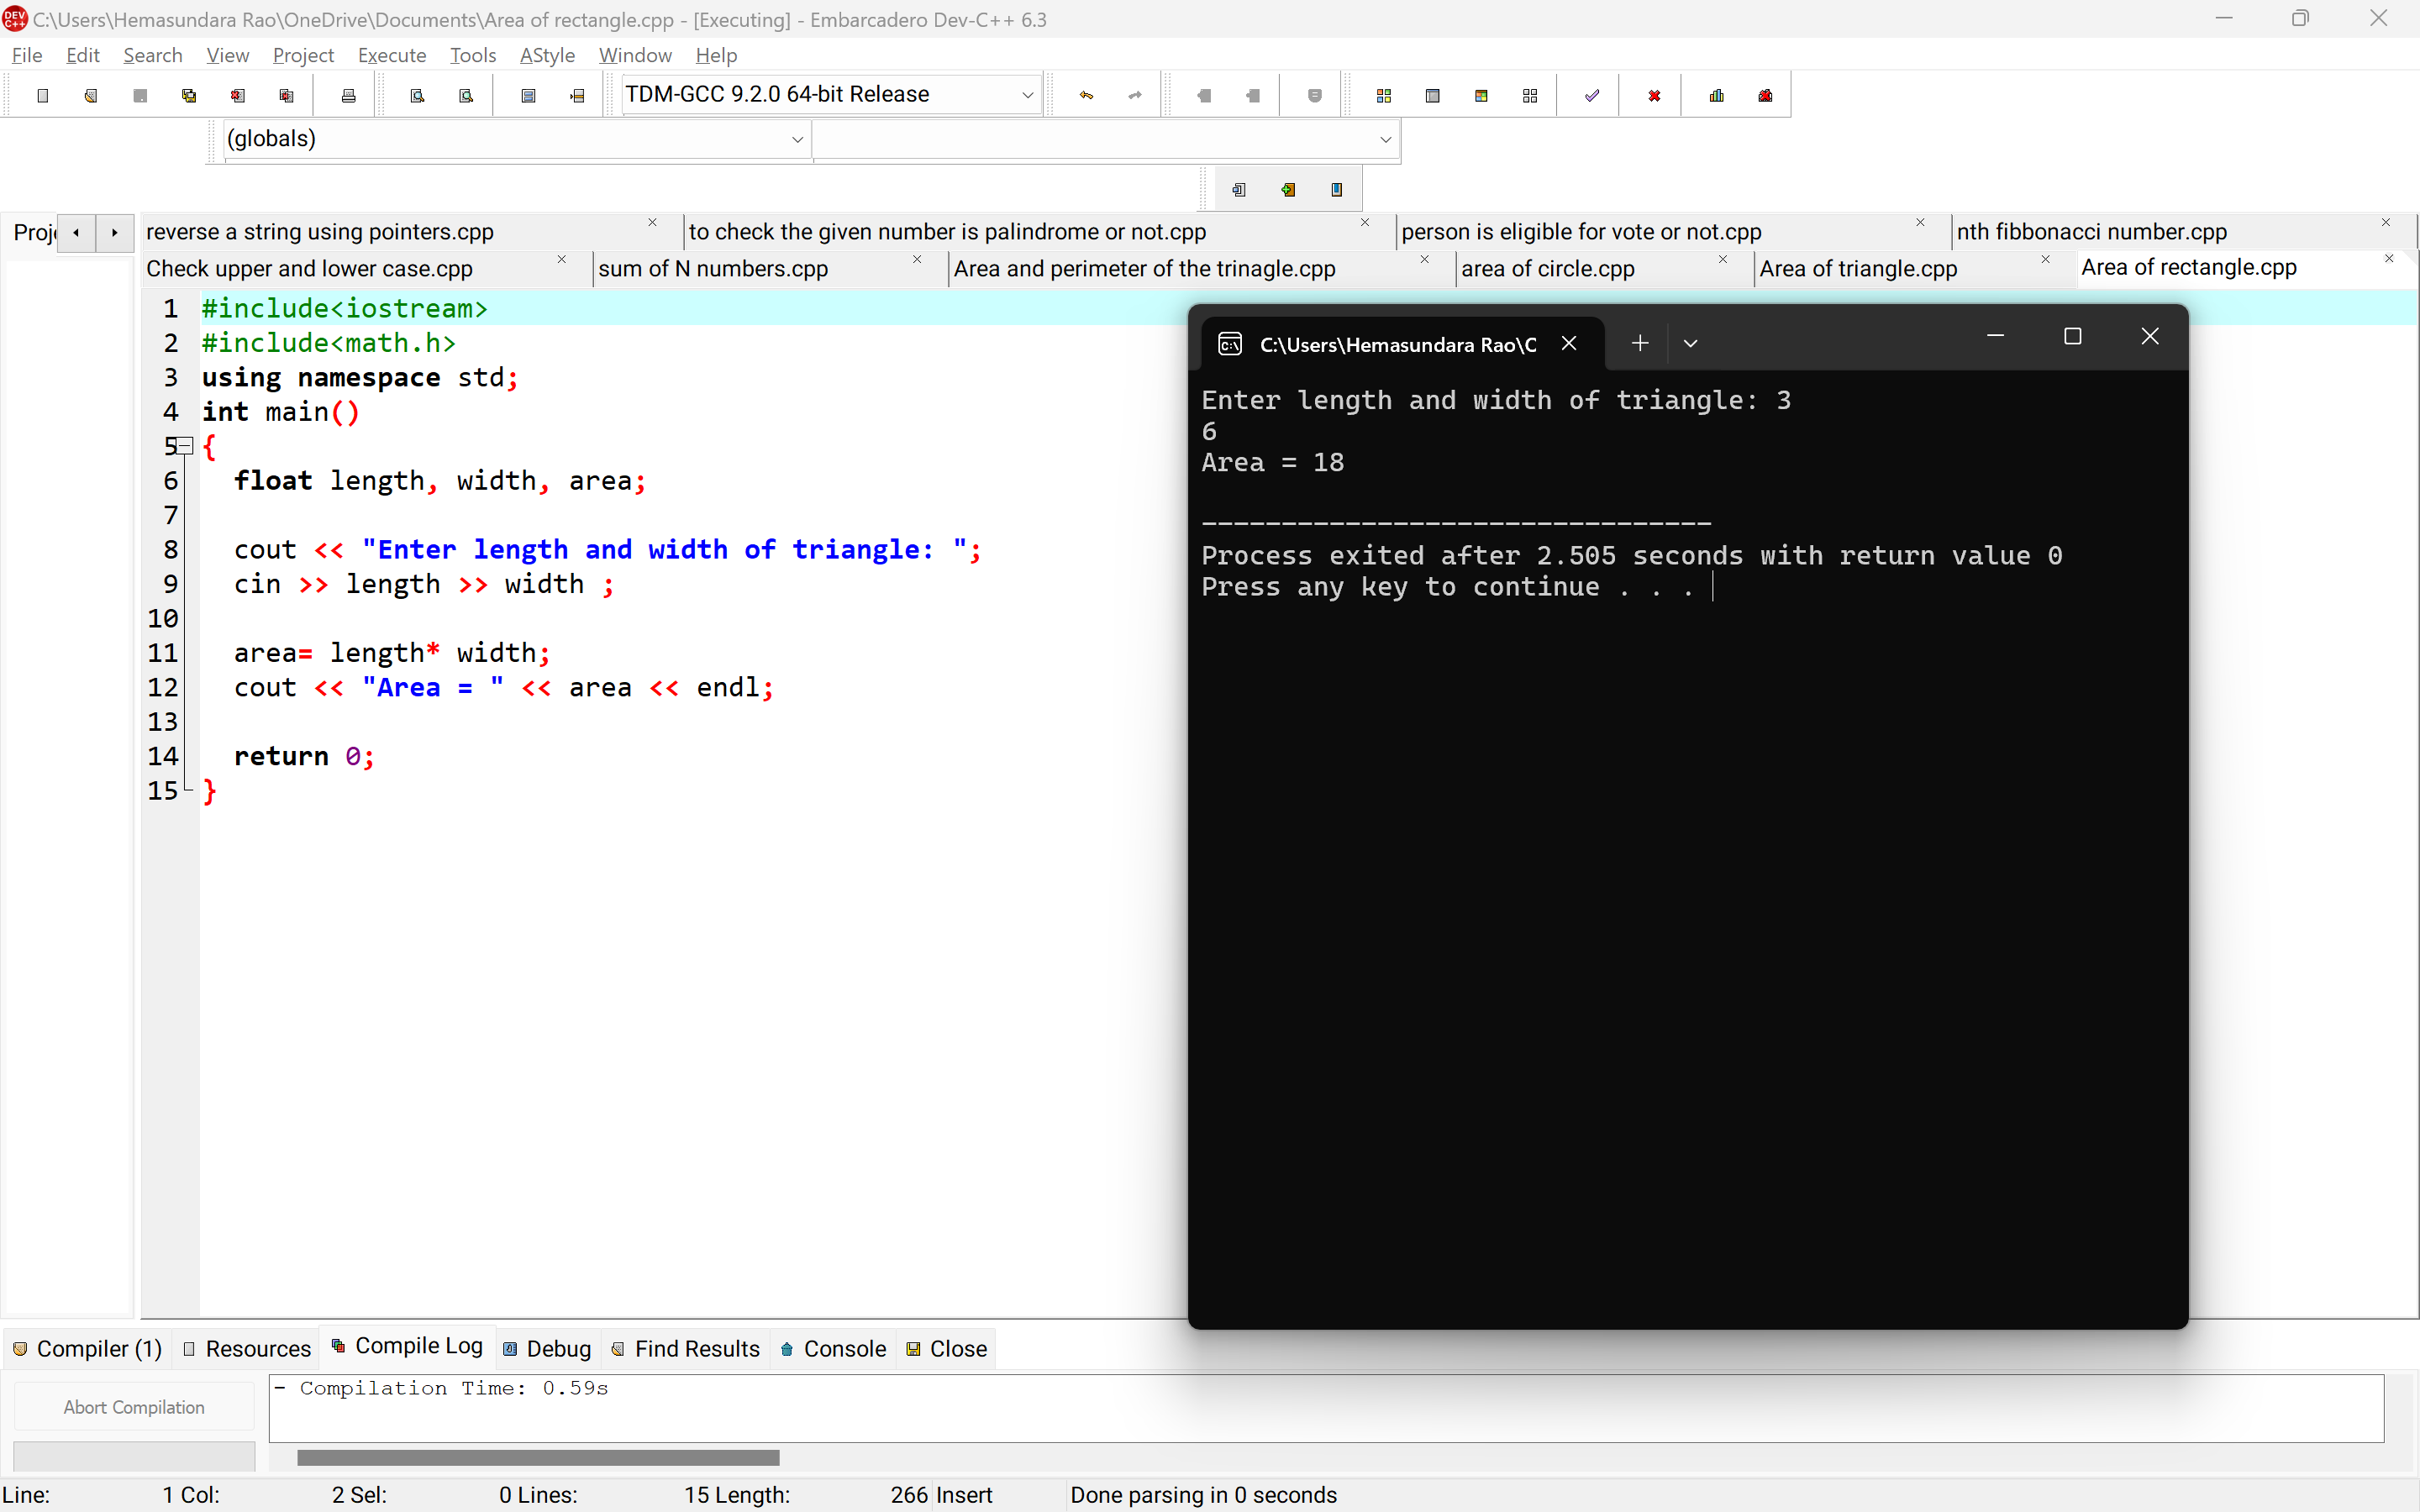 C:\Users\Hemasundara Rao\OneDrive\Documents\Area of rectangle.cpp - [Executing] - Embarcadero Dev-C++ 6.3
File Edit Search View Project Execute Tools AStyle Window Help
TDM-GCC 9.2.0 64-bit Release
(globals)
Proje reverse a string using pointers.cpp to check the given number is palindrome or not.cpp person is eligible for vote or not.cpp nth fibbonacci number.cpp
Check upper and lower case.cpp sum of N numbers.cpp Area and perimeter of the trinagle.cpp area of circle.cpp Area of triangle.cpp Area of rectangle.cpp
1 #include<iostream>
2 #include<math.h>
3 using namespace std;
4 int main()
5 {
6 float length, width, area;
7
8 cout << "Enter length and width of triangle: ";
9 cin >> length >> width ;
10
11 area= length* width;
12 cout << "Area = " << area << endl;
13
14 return 0;
15 }
C:\Users\Hemasundara Rao\C
Enter length and width of triangle: 3
6
Area = 18
--------------------------------
Process exited after 2.505 seconds with return value 0
Press any key to continue . . .
Compiler (1) Resources Compile Log Debug Find Results Console Close
Abort Compilation
- Compilation Time: 0.59s
Line: 1 Col: 2 Sel: 0 Lines: 15 Length: 266 Insert Done parsing in 0 seconds